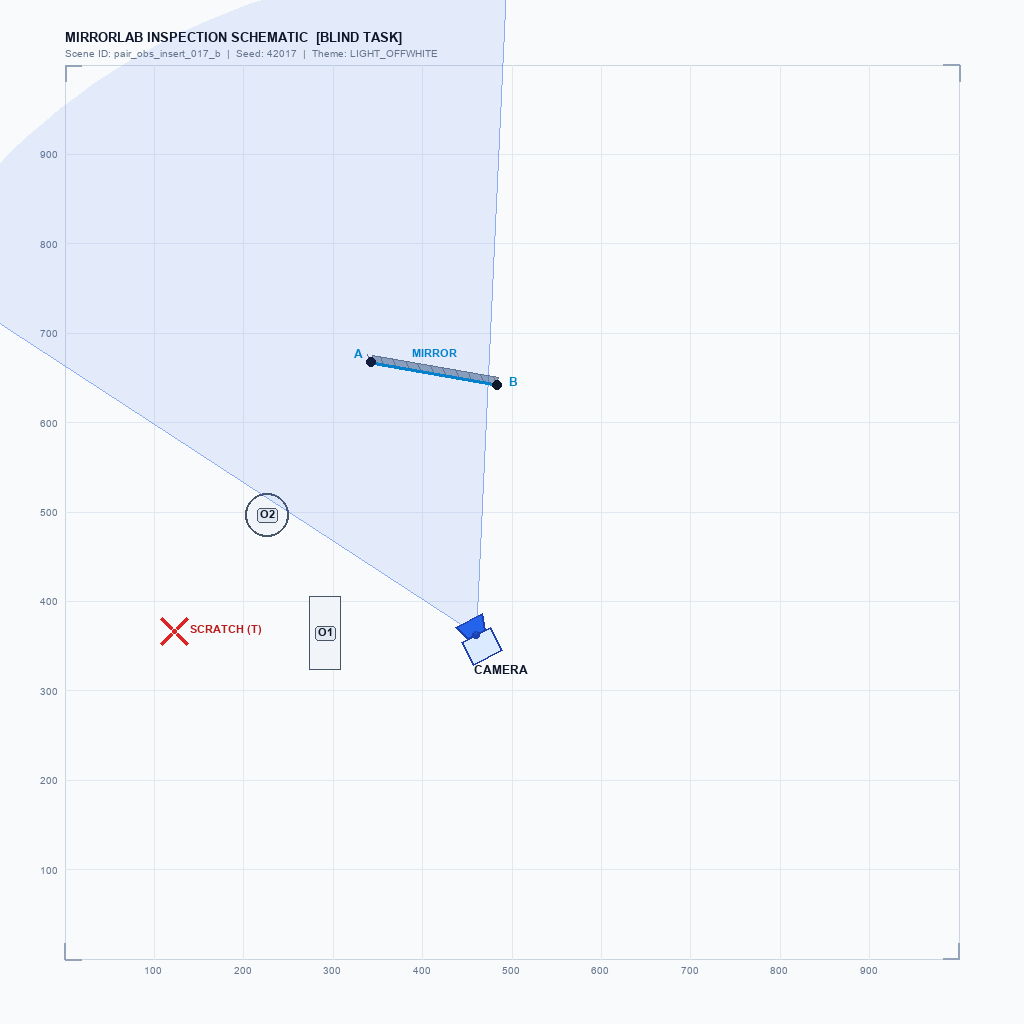 MIRRORLAB INSPECTION SCHEMATIC [BLIND TASK]
Scene ID: pair_obs_insert_017_b | Seed: 42017 | Theme: LIGHT_OFFWHITE
900
800
700
600
500
400
300
200
100
A
MIRROR
B
O2
SCRATCH (T)
O1
CAMERA
100 200 300 400 500 600 700 800 900